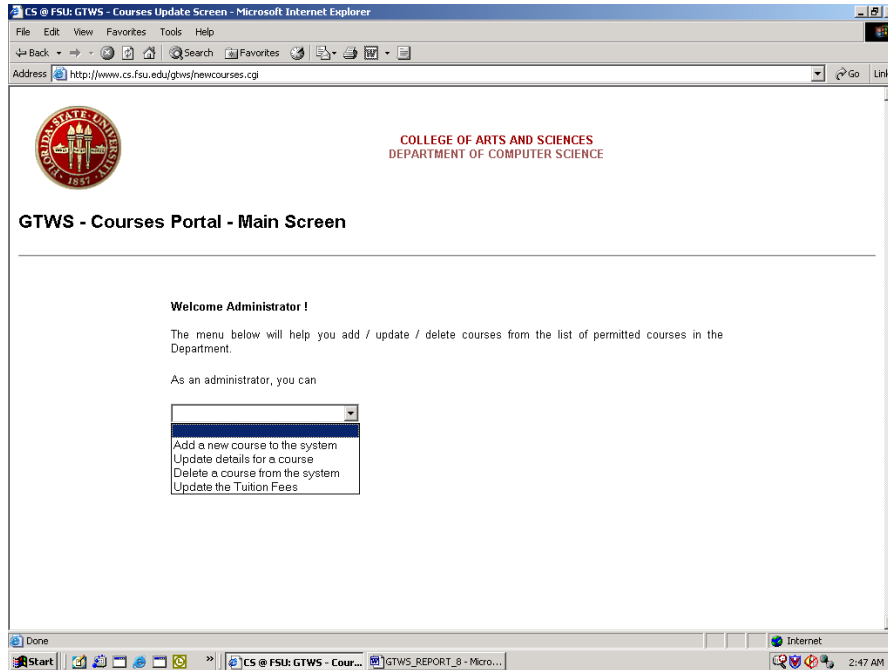 CS @ FSU: GTWS - Courses Update Screen - Microsoft Internet Explorer
File Edit View Favorites Tools Help
Back Search Favorites
Address http://www.cs.fsu.edu/gtws/newcourses.cgi Go Link
FLORIDA STATE UNIVERSITY
1857
COLLEGE OF ARTS AND SCIENCES
DEPARTMENT OF COMPUTER SCIENCE
GTWS - Courses Portal - Main Screen
Welcome Administrator !
The menu below will help you add / update / delete courses from the list of permitted courses in the
Department.
As an administrator, you can
Add a new course to the system
Update details for a course
Delete a course from the system
Update the Tuition Fees
Done Internet
Start » CS @ FSU: GTWS - Cour... GTWS_REPORT_8 - Micro... 2:47 AM